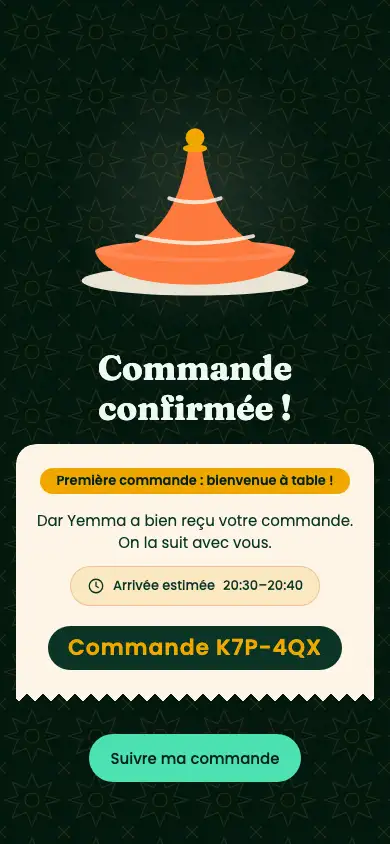 Commande
confirmée !
Première commande : bienvenue à table !
Dar Yemma a bien reçu votre commande.
On la suit avec vous.
Arrivée estimée 20:30–20:40
Commande K7P-4QX
Suivre ma commande